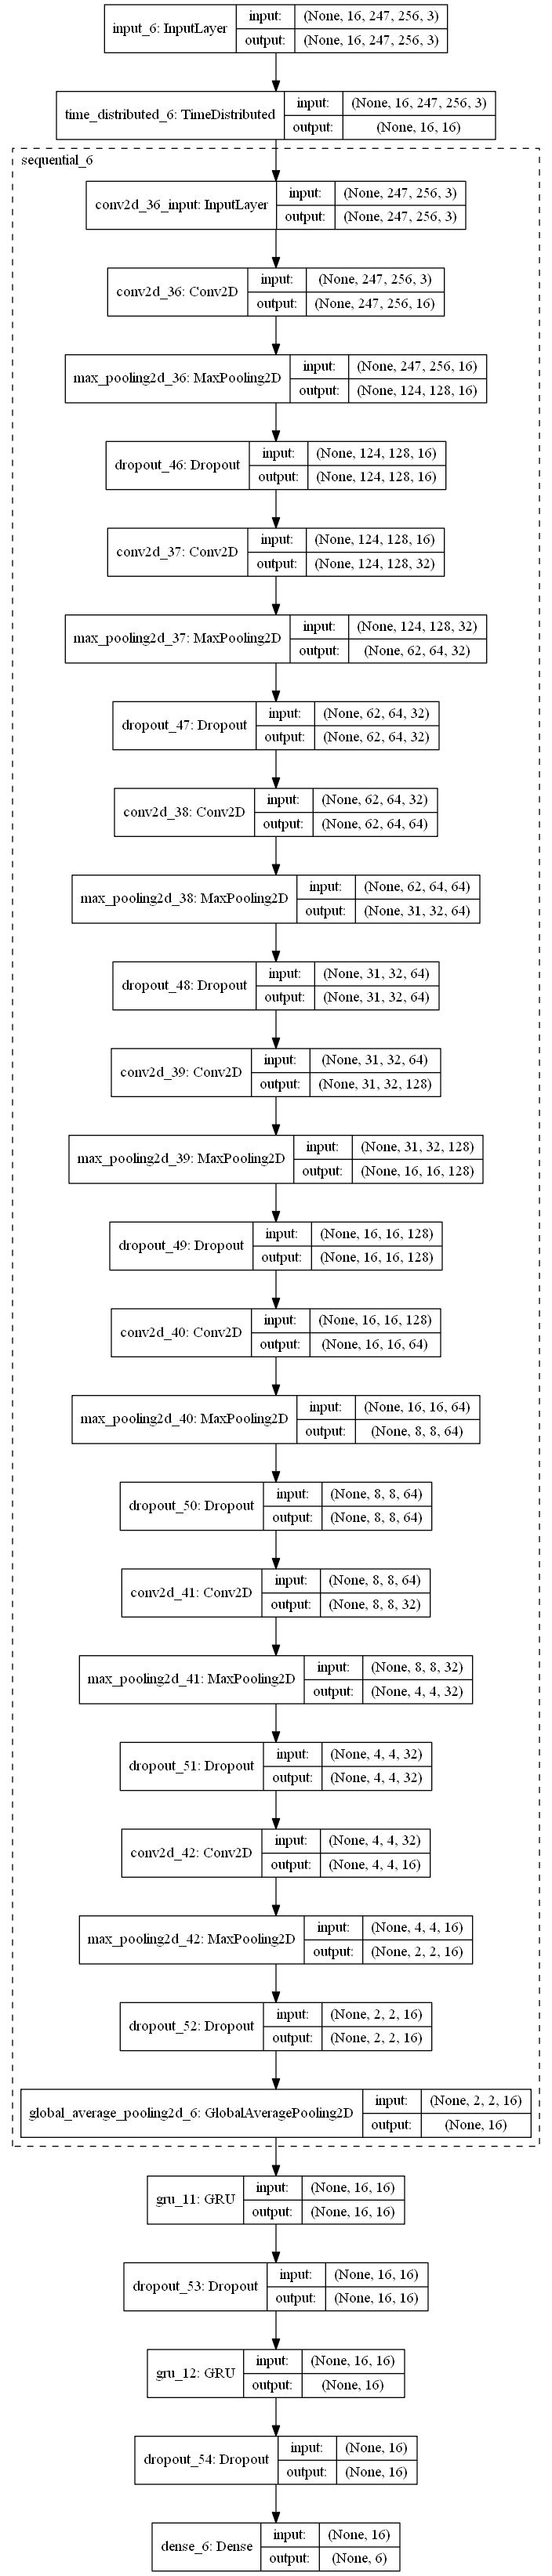 input_6: InputLayer
input: (None, 16, 247, 256, 3)
output: (None, 16, 247, 256, 3)
time_distributed_6: TimeDistributed
input: (None, 16, 247, 256, 3)
output: (None, 16, 16)
sequential_6
conv2d_36_input: InputLayer
input: (None, 247, 256, 3)
output: (None, 247, 256, 3)
conv2d_36: Conv2D
input: (None, 247, 256, 3)
output: (None, 247, 256, 16)
max_pooling2d_36: MaxPooling2D
input: (None, 247, 256, 16)
output: (None, 124, 128, 16)
dropout_46: Dropout
input: (None, 124, 128, 16)
output: (None, 124, 128, 16)
conv2d_37: Conv2D
input: (None, 124, 128, 16)
output: (None, 124, 128, 32)
max_pooling2d_37: MaxPooling2D
input: (None, 124, 128, 32)
output: (None, 62, 64, 32)
dropout_47: Dropout
input: (None, 62, 64, 32)
output: (None, 62, 64, 32)
conv2d_38: Conv2D
input: (None, 62, 64, 32)
output: (None, 62, 64, 64)
max_pooling2d_38: MaxPooling2D
input: (None, 62, 64, 64)
output: (None, 31, 32, 64)
dropout_48: Dropout
input: (None, 31, 32, 64)
output: (None, 31, 32, 64)
conv2d_39: Conv2D
input: (None, 31, 32, 64)
output: (None, 31, 32, 128)
max_pooling2d_39: MaxPooling2D
input: (None, 31, 32, 128)
output: (None, 16, 16, 128)
dropout_49: Dropout
input: (None, 16, 16, 128)
output: (None, 16, 16, 128)
conv2d_40: Conv2D
input: (None, 16, 16, 128)
output: (None, 16, 16, 64)
max_pooling2d_40: MaxPooling2D
input: (None, 16, 16, 64)
output: (None, 8, 8, 64)
dropout_50: Dropout
input: (None, 8, 8, 64)
output: (None, 8, 8, 64)
conv2d_41: Conv2D
input: (None, 8, 8, 64)
output: (None, 8, 8, 32)
max_pooling2d_41: MaxPooling2D
input: (None, 8, 8, 32)
output: (None, 4, 4, 32)
dropout_51: Dropout
input: (None, 4, 4, 32)
output: (None, 4, 4, 32)
conv2d_42: Conv2D
input: (None, 4, 4, 32)
output: (None, 4, 4, 16)
max_pooling2d_42: MaxPooling2D
input: (None, 4, 4, 16)
output: (None, 2, 2, 16)
dropout_52: Dropout
input: (None, 2, 2, 16)
output: (None, 2, 2, 16)
global_average_pooling2d_6: GlobalAveragePooling2D
input: (None, 2, 2, 16)
output: (None, 16)
gru_11: GRU
input: (None, 16, 16)
output: (None, 16, 16)
dropout_53: Dropout
input: (None, 16, 16)
output: (None, 16, 16)
gru_12: GRU
input: (None, 16, 16)
output: (None, 16)
dropout_54: Dropout
input: (None, 16)
output: (None, 16)
dense_6: Dense
input: (None, 16)
output: (None, 6)